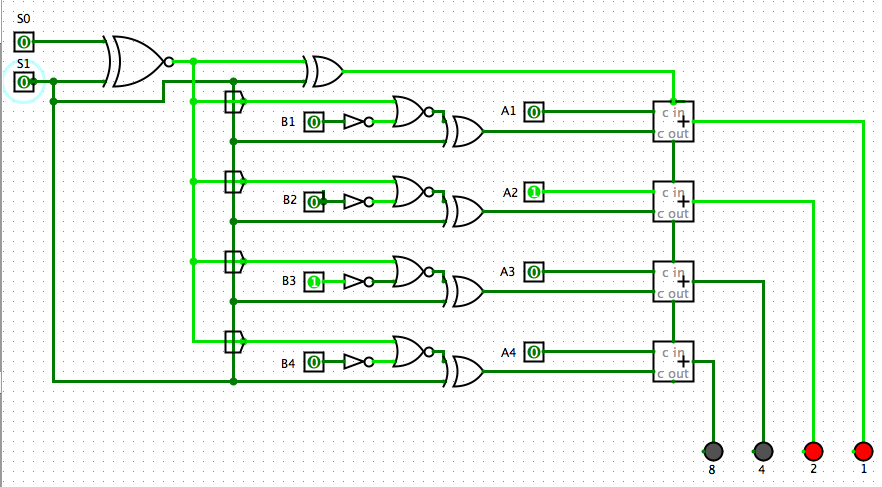 S0
0
S1
0
B1 0
A1 0
c in
+
c out
B2 0
A2 1
c in
+
c out
B3 1
A3 0
c in
+
c out
B4 0
A4 0
c in
+
c out
8 4 2 1